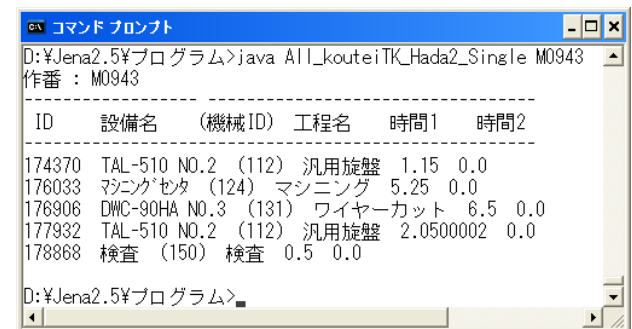 コマンド プロンプト
D:¥Jena2.5¥プログラム>java All_kouteiTK_Hada2_Single M0943
作番 : M0943
------------------ -----------------------------------
ID 設備名 (機械ID) 工程名 時間1 時間2
------------------------------------------------------
174370 TAL-510 NO.2 (112) 汎用旋盤 1.15 0.0
176033 マシニングセンタ (124) マシニング 5.25 0.0
176906 DWC-90HA NO.3 (131) ワイヤーカット 6.5 0.0
177932 TAL-510 NO.2 (112) 汎用旋盤 2.0500002 0.0
178868 検査 (150) 検査 0.5 0.0
D:¥Jena2.5¥プログラム>_